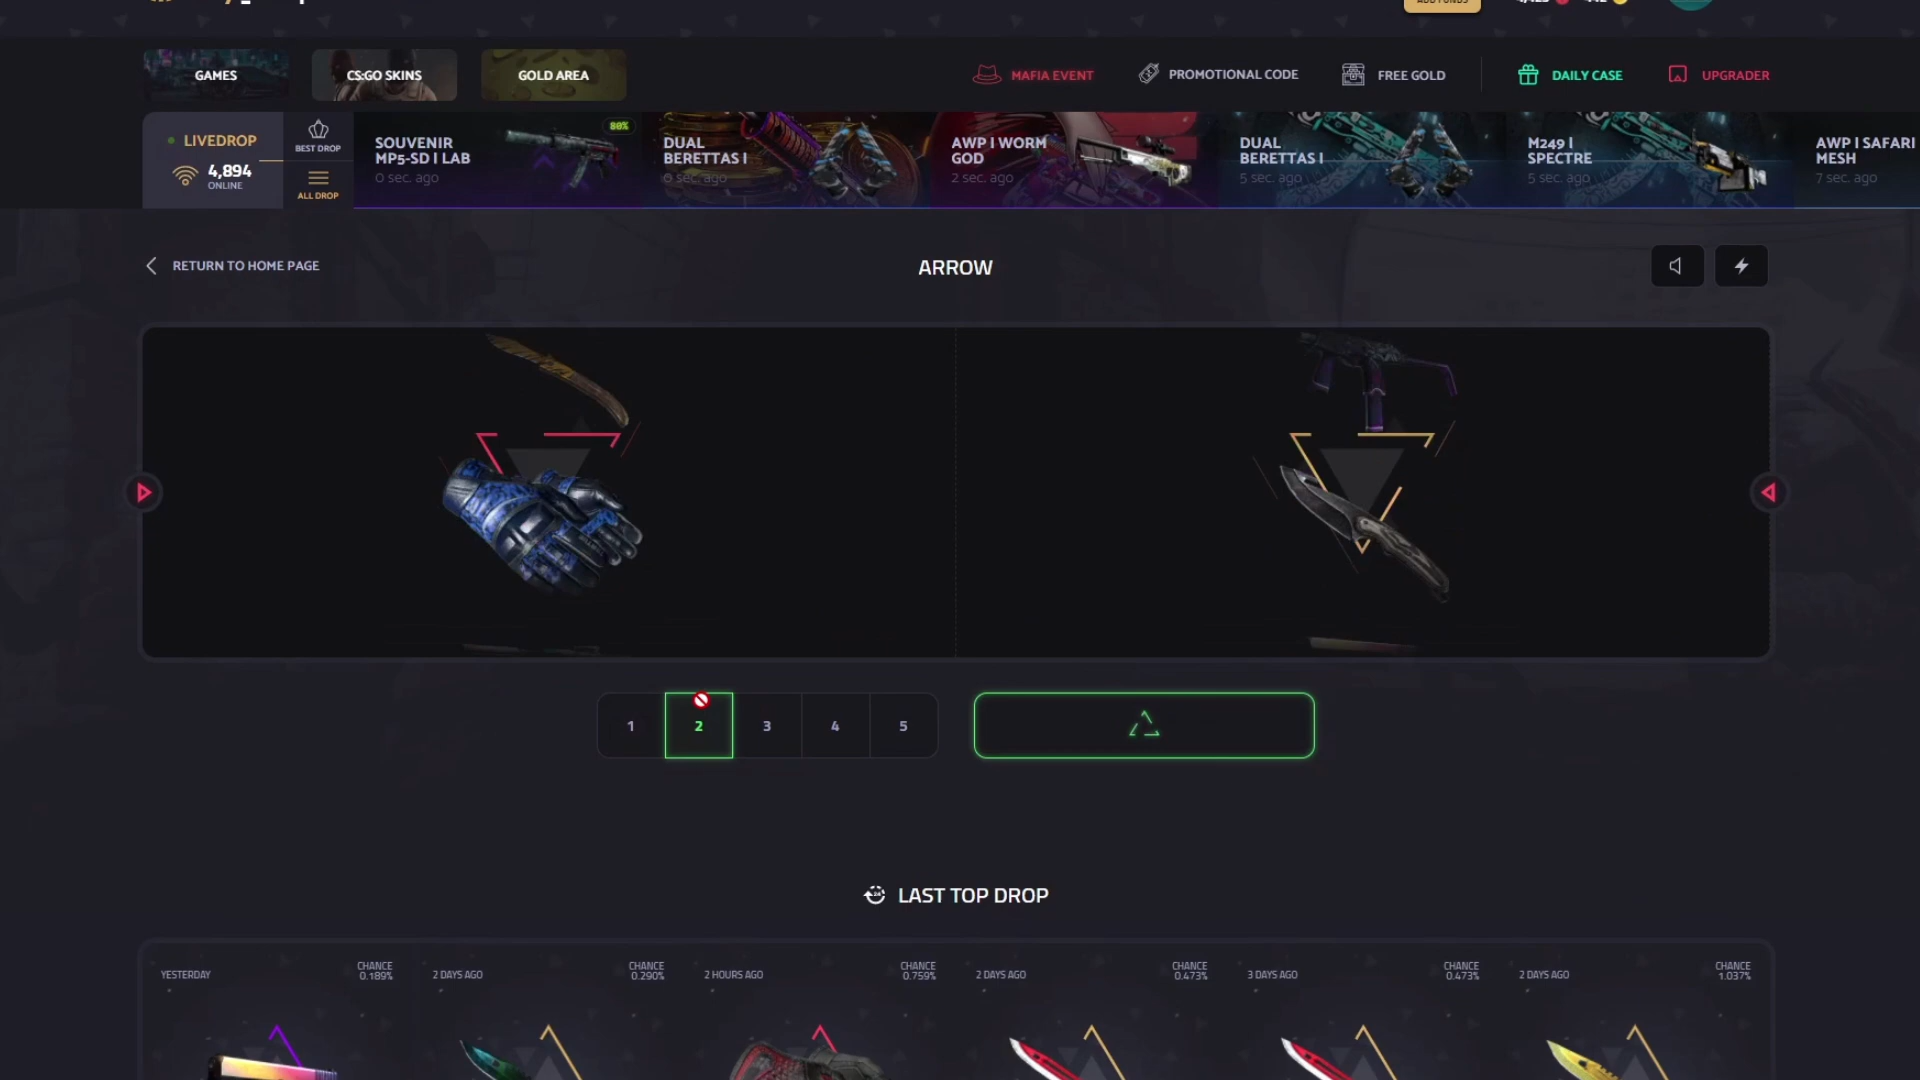 ADD FUNDS
GAMES
CS:GO SKINS
GOLD AREA
MAFIA EVENT
PROMOTIONAL CODE
FREE GOLD
DAILY CASE
UPGRADER
LIVEDROP
4,894
ONLINE
BEST DROP
ALL DROP
SOUVENIR
MP5-SD | LAB
0 sec. ago
80%
DUAL
BERETTAS |
0 sec. ago
AWP | WORM
GOD
2 sec. ago
DUAL
BERETTAS |
5 sec. ago
M249 |
SPECTRE
5 sec. ago
AWP | SAFARI
MESH
7 sec. ago
RETURN TO HOME PAGE
ARROW
1
2
3
4
5
LAST TOP DROP
YESTERDAY
CHANCE
0.189%
2 DAYS AGO
CHANCE
0.290%
2 HOURS AGO
CHANCE
0.759%
2 DAYS AGO
CHANCE
0.473%
3 DAYS AGO
CHANCE
0.473%
2 DAYS AGO
CHANCE
1.037%